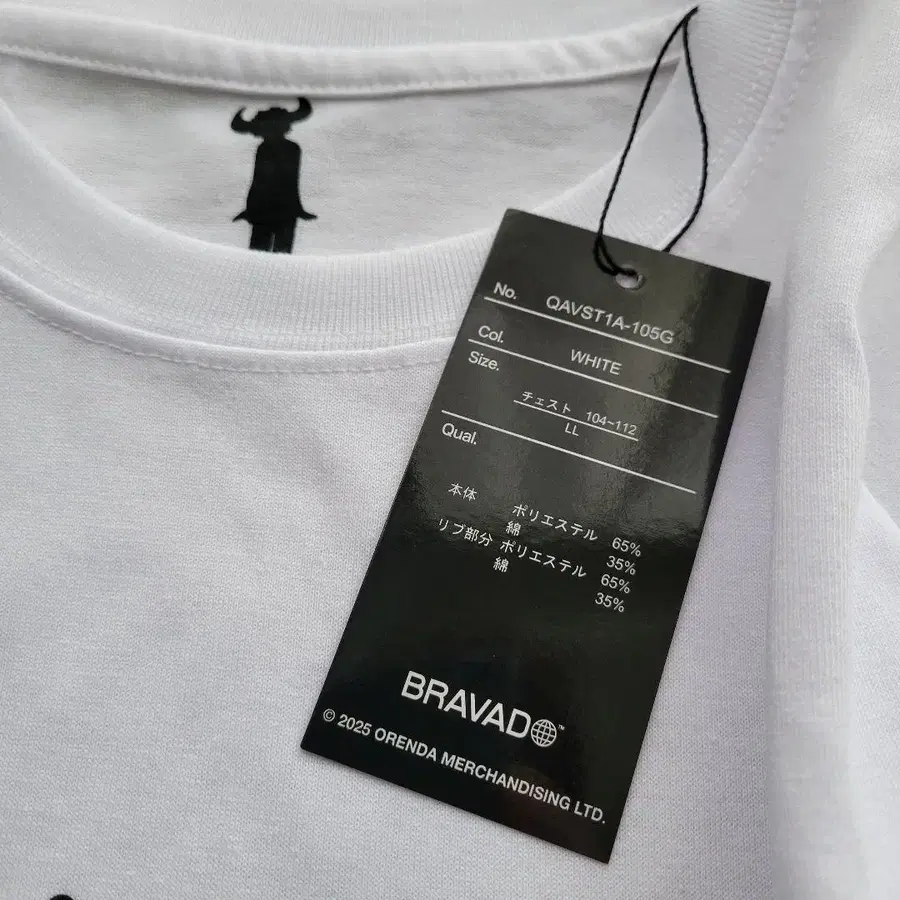 No. QAVST1A-105G
Col. WHITE
Size.
チェスト 104~112
LL
Qual.
本体 ポリエステル 65%
綿 35%
リブ部分 ポリエステル 65%
綿 35%
BRAVADO™
© 2025 ORENDA MERCHANDISING LTD.